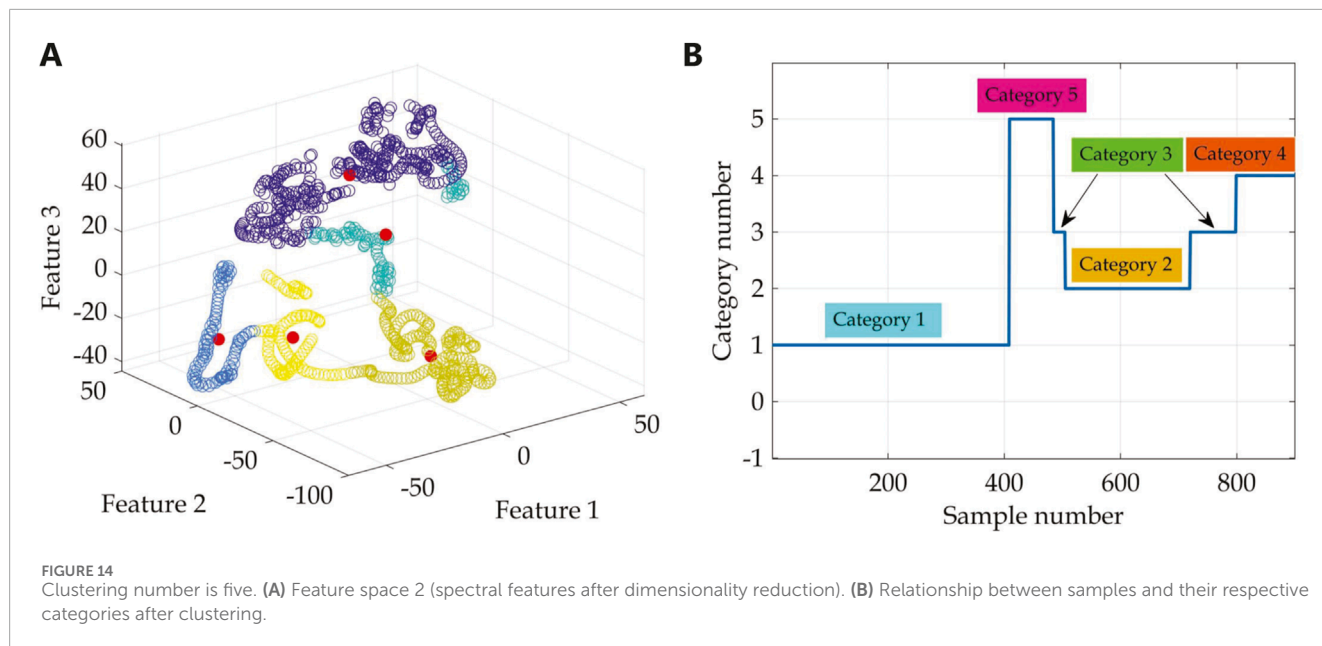 A
60
40
20
0
-20
-40
Feature 3
50
0
-50
-100
Feature 2
-50
0
50
Feature 1
B
5
4
3
2
1
0
-1
Category number
Category 5
Category 3
Category 4
Category 2
Category 1
200
400
600
800
Sample number
FIGURE 14
Clustering number is five. (A) Feature space 2 (spectral features after dimensionality reduction). (B) Relationship between samples and their respective
categories after clustering.